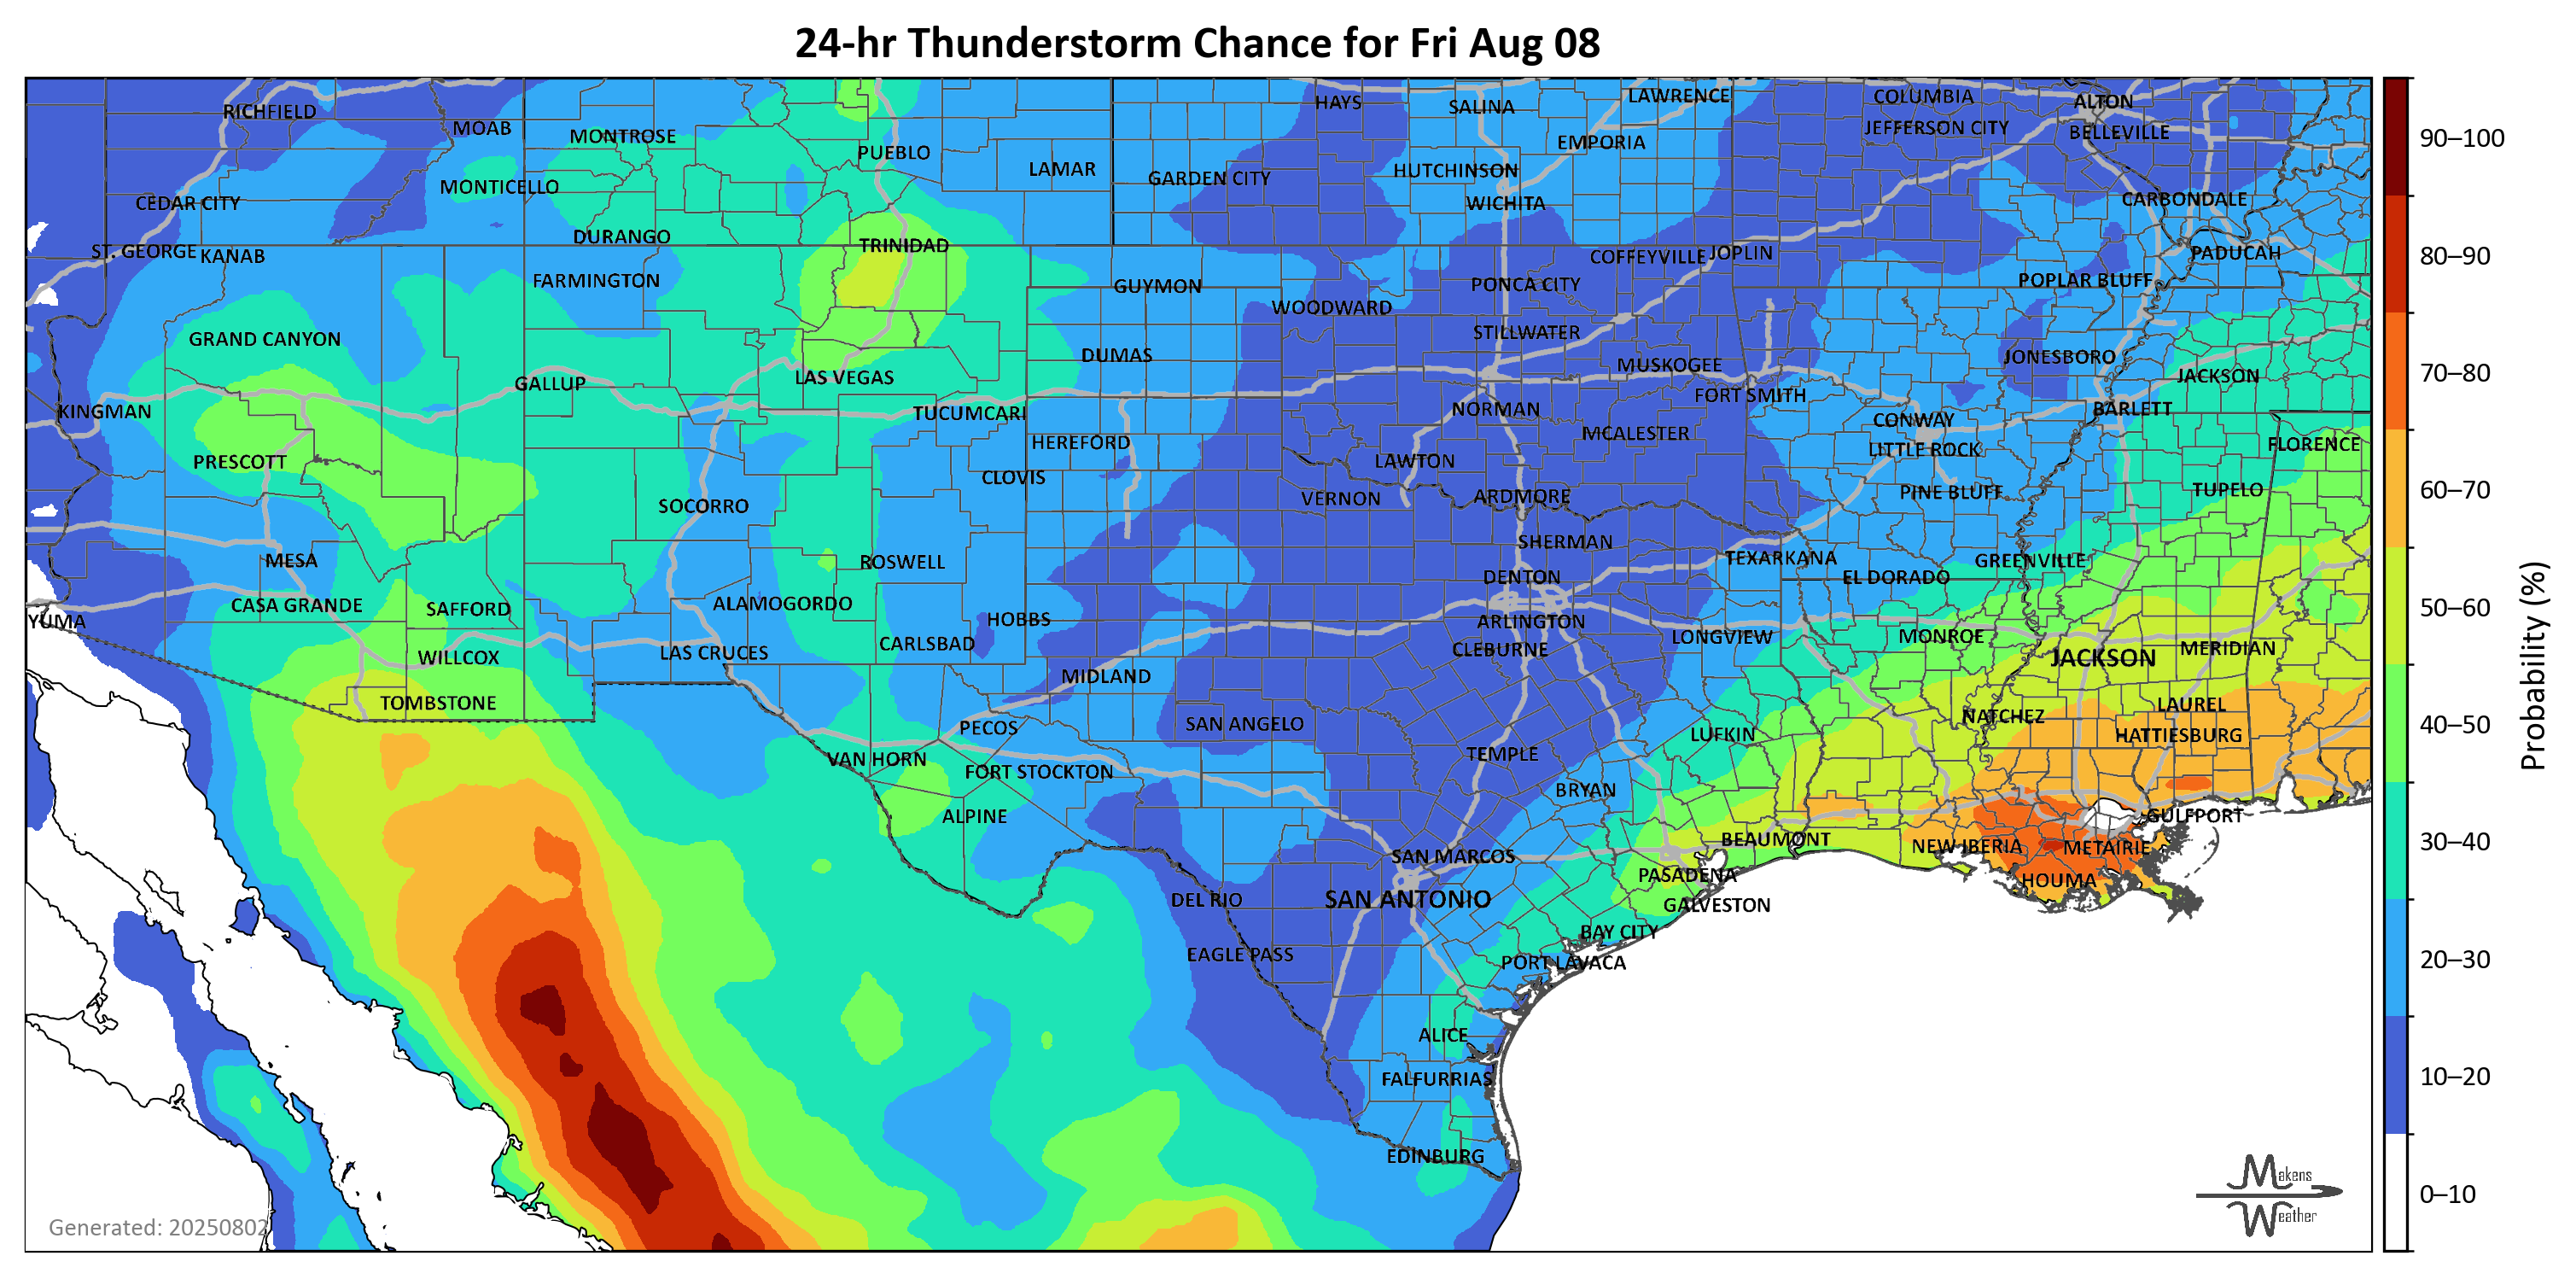 24-hr Thunderstorm Chance for Fri Aug 08
RICHFIELD
MOAB
MONTROSE
PUEBLO
LAMAR
HAYS
SALINA
LAWRENCE
COLUMBIA
ALTON
JEFFERSON CITY
BELLEVILLE
EMPORIA
HUTCHINSON
GARDEN CITY
MONTICELLO
CEDAR CITY
WICHITA
CARBONDALE
DURANGO
TRINIDAD
ST. GEORGE
KANAB
COFFEYVILLE
JOPLIN
PADUCAH
FARMINGTON
GUYMON
PONCA CITY
POPLAR BLUFF
WOODWARD
GRAND CANYON
STILLWATER
DUMAS
MUSKOGEE
JONESBORO
GALLUP
LAS VEGAS
JACKSON
FORT SMITH
KINGMAN
TUCUMCARI
NORMAN
BARLETT
CONWAY
HEREFORD
MCALESTER
LITTLE ROCK
FLORENCE
PRESCOTT
CLOVIS
LAWTON
PINE BLUFF
TUPELO
SOCORRO
VERNON
ARDMORE
MESA
ROSWELL
SHERMAN
TEXARKANA
GREENVILLE
DENTON
EL DORADO
CASA GRANDE
SAFFORD
ALAMOGORDO
HOBBS
YUMA
ARLINGTON
LONGVIEW
MONROE
CARLSBAD
CLEBURNE
MERIDIAN
WILLCOX
LAS CRUCES
JACKSON
MIDLAND
TOMBSTONE
LAUREL
PECOS
SAN ANGELO
NATCHEZ
LUFKIN
HATTIESBURG
VAN HORN
TEMPLE
FORT STOCKTON
BRYAN
ALPINE
GULFPORT
BEAUMONT
NEW IBERIA
METAIRIE
SAN MARCOS
PASADENA
HOUMA
DEL RIO
SAN ANTONIO
GALVESTON
BAY CITY
EAGLE PASS
PORT LAVACA
ALICE
FALFURRIAS
EDINBURG
Generated: 20250802
Makens
Weather
90–100
80–90
70–80
60–70
50–60
40–50
30–40
20–30
10–20
0–10
Probability (%)